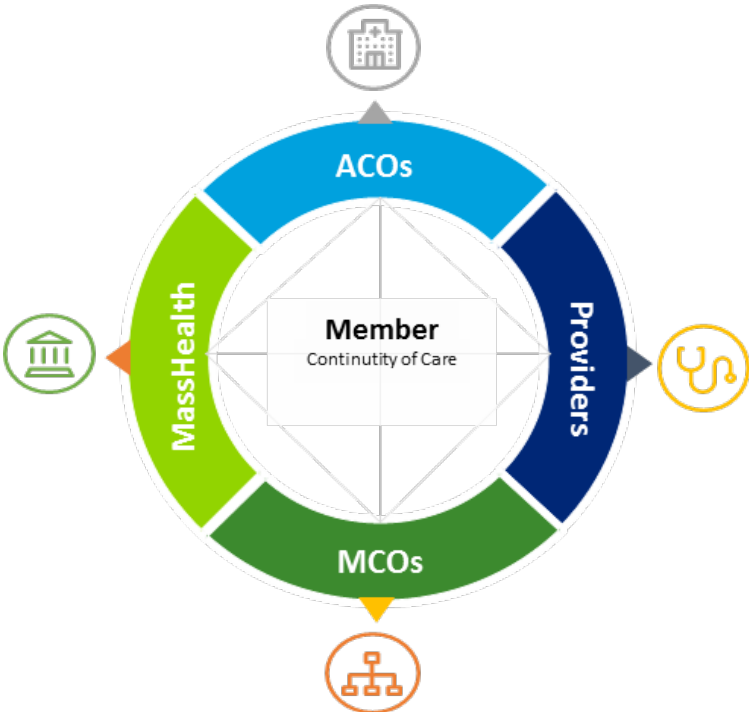 ACOs
MassHealth
Member
Continutity of Care
Providers
MCOs